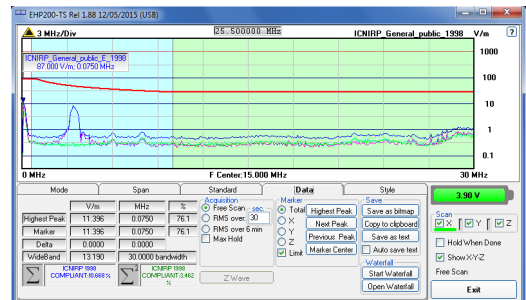 EHP200-TS Rel 1.88 12/05/2015 (USB)
3 MHz/Div
25.500000 MHz
ICNIRP_General_public_1998 V/m
?
ICNIRP_General_public_E_1998
87.000 V/m; 0.0750 MHz
1000
100
10
1
0.1
0 MHz
F Center:15.000 MHz
30 MHz
Mode
Span
Standard
Data
Style
V/m MHz %
Highest Peak 11.396 0.0750 76.1
Marker 11.396 0.0750 76.1
Delta 0.0000 0.0000
WideBand 13.190 30.0000 bandwidth
Σ ICNIRP 1998
COMPLIANT:10.668 %
Σ² ICNIRP 1998
COMPLIANT:0.462
%
Acquisition
Free Scan
sec.
RMS over: 30
RMS over 6 min
Max Hold
Z Wave
Marker
Total
X
Y
Z
Limit
Highest Peak
Next Peak
Previous Peak
Marker Center
Save
Save as bitmap
Copy to clipboard
Save as text
Auto save text
Waterfall
Start Waterfall
Open Waterfall
3.90 V
Scan
X Y Z
Hold When Done
Show X-Y-Z
Free Scan
Exit